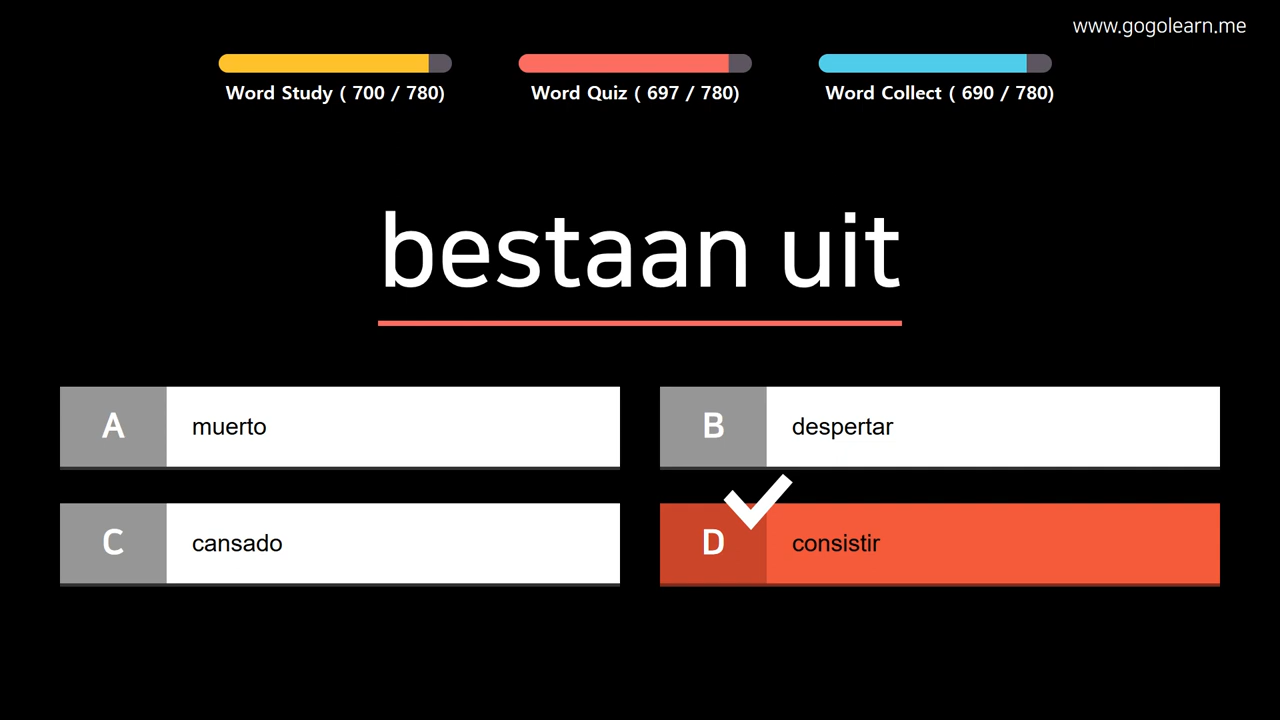 www.gogolearn.me
Word Study ( 700 / 780)
Word Quiz ( 697 / 780)
Word Collect ( 690 / 780)
bestaan uit
A muerto
B despertar
C cansado
D consistir